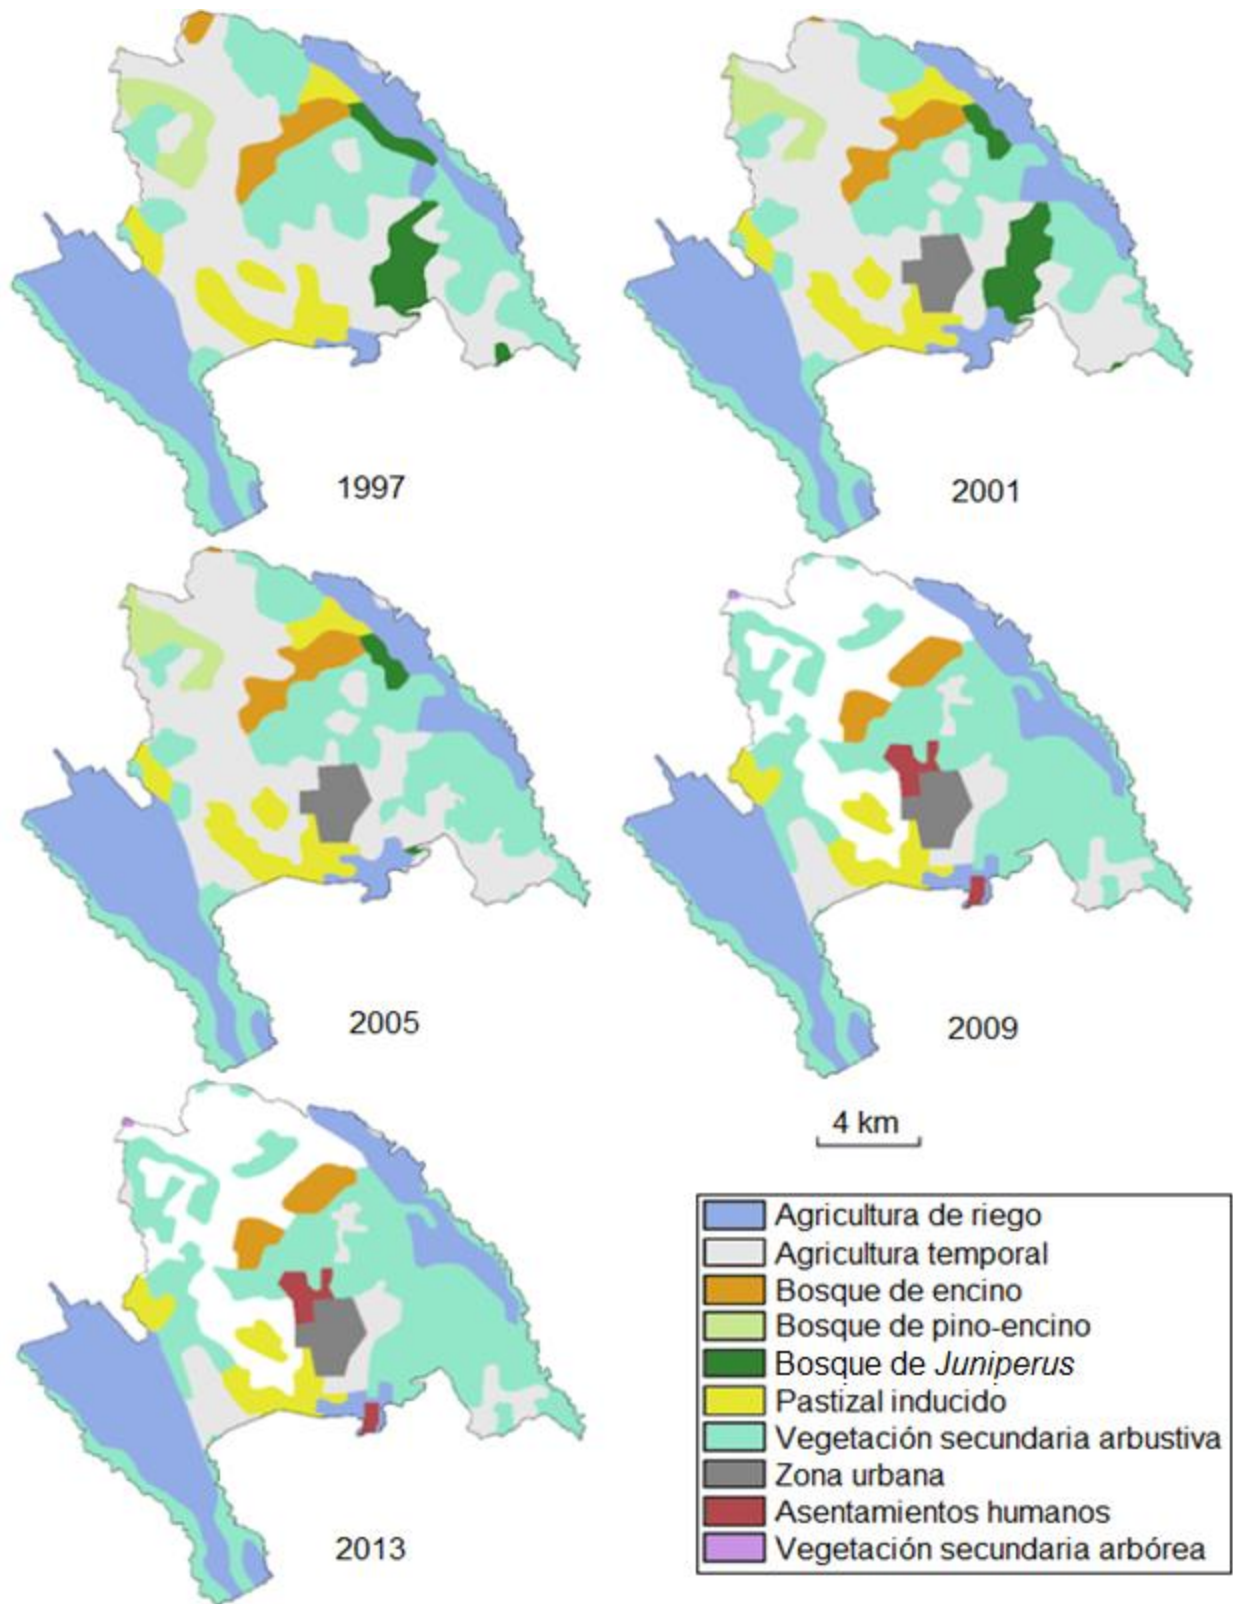 1997
2001
2005
2009
2013
4 km
Agricultura de riego
Agricultura temporal
Bosque de encino
Bosque de pino-encino
Bosque de Juniperus
Pastizal inducido
Vegetación secundaria arbustiva
Zona urbana
Asentamientos humanos
Vegetación secundaria arbórea